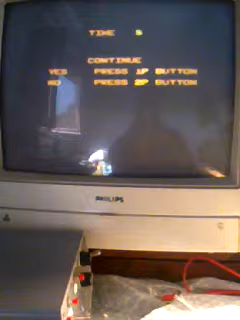 TIME 5
CONTINUE
YES PRESS 1P BUTTON
NO PRESS 2P BUTTON
PHILIPS